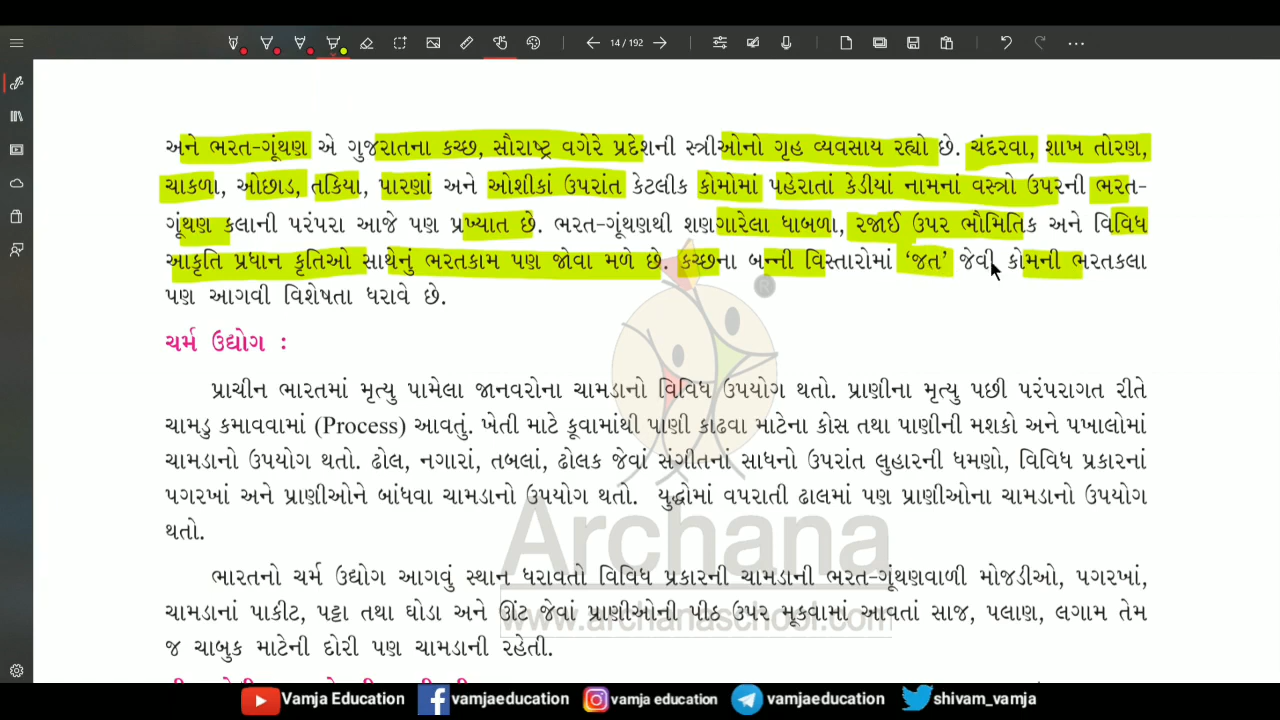 14 / 192
અને ભરત-ગૂંથણ એ ગુજરાતના કચ્છ, સૌરાષ્ટ્ર વગેરે પ્રદેશની સ્ત્રીઓનો ગૃહ વ્યવસાય રહ્યો છે. ચંદરવા, શાખ તોરણ,
ચાકળા, ઓછાડ, તકિયા, પારણાં અને ઓશીકાં ઉપરાંત કેટલીક કોમોમાં પહેરાતાં કેડીયાં નામનાં વસ્ત્રો ઉપરની ભરત-
ગૂંથણ કલાની પરંપરા આજે પણ પ્રખ્યાત છે. ભરત-ગૂંથણથી શણગારેલા ધાબળા, રજાઈ ઉપર ભૌમિતિક અને વિવિધ
આકૃતિ પ્રધાન કૃતિઓ સાથેનું ભરતકામ પણ જોવા મળે છે. કચ્છના બન્ની વિસ્તારોમાં ‘જત’ જેવી કોમની ભરતકલા
પણ આગવી વિશેષતા ધરાવે છે.
ચર્મ ઉદ્યોગ :
પ્રાચીન ભારતમાં મૃત્યુ પામેલા જાનવરોના ચામડાનો વિવિધ ઉપયોગ થતો. પ્રાણીના મૃત્યુ પછી પરંપરાગત રીતે
ચામડુ કમાવવામાં (Process) આવતું. ખેતી માટે કૂવામાંથી પાણી કાઢવા માટેના કોસ તથા પાણીની મશકો અને પખાલોમાં
ચામડાનો ઉપયોગ થતો. ઢોલ, નગારાં, તબલાં, ઢોલક જેવાં સંગીતના સાધનો ઉપરાંત લુહારની ધમણો, વિવિધ પ્રકારનાં
પગરખાં અને પ્રાણીઓને બાંધવા ચામડાનો ઉપયોગ થતો. યુદ્ધોમાં વપરાતી ઢાલમાં પણ પ્રાણીઓના ચામડાનો ઉપયોગ
થતો.
ભારતનો ચર્મ ઉદ્યોગ આગવું સ્થાન ધરાવતો વિવિધ પ્રકારની ચામડાની ભરત-ગૂંથણવાળી મોજડીઓ, પગરખાં,
ચામડાનાં પાકીટ, પટ્ટા તથા ઘોડા અને ઊંટ જેવાં પ્રાણીઓની પીઠ ઉપર મૂકવામાં આવતાં સાજ, પલાણ, લગામ તેમ
જ ચાબુક માટેની દોરી પણ ચામડાની રહેતી.
®
Archana
www.archanaschool.com
Vamja Education vamjaeducation vamja education vamjaeducation shivam_vamja